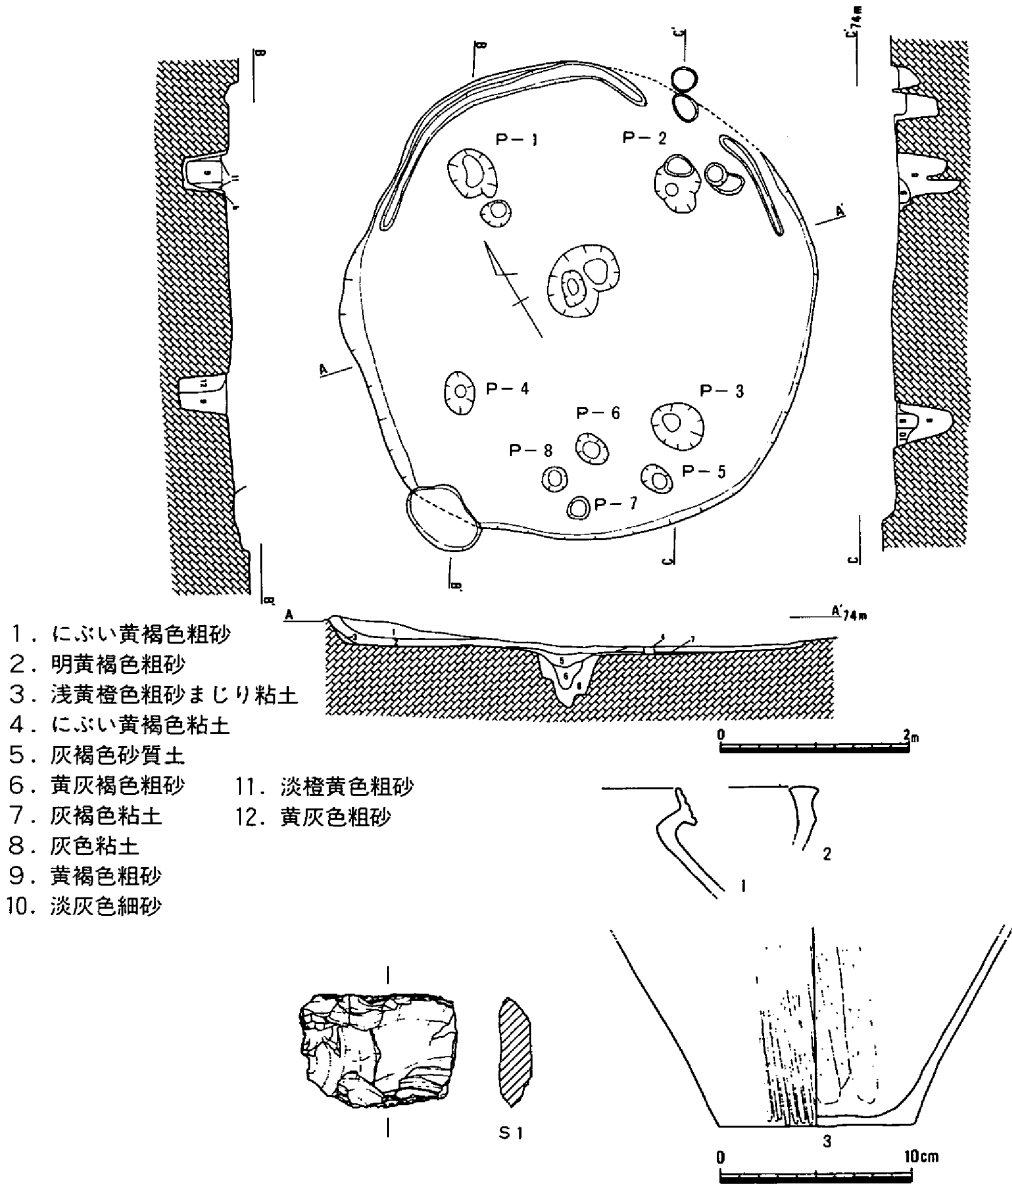 B
B
C'
C' 74m
P-1
P-2
A'
A
P-4
P-3
P-6
P-8
P-5
P-7
C
C
B'
B'
A
A' 74m
1. にぶい黄褐色粗砂
2. 明黄褐色粗砂
3. 浅黄橙色粗砂まじり粘土
4. にぶい黄褐色粘土
5. 灰褐色砂質土
6. 黄灰褐色粗砂
7. 灰褐色粘土
8. 灰色粘土
9. 黄褐色粗砂
10. 淡灰色細砂
11. 淡橙黄色粗砂
12. 黄灰色粗砂
0 2m
1
2
3
S1
0 10cm